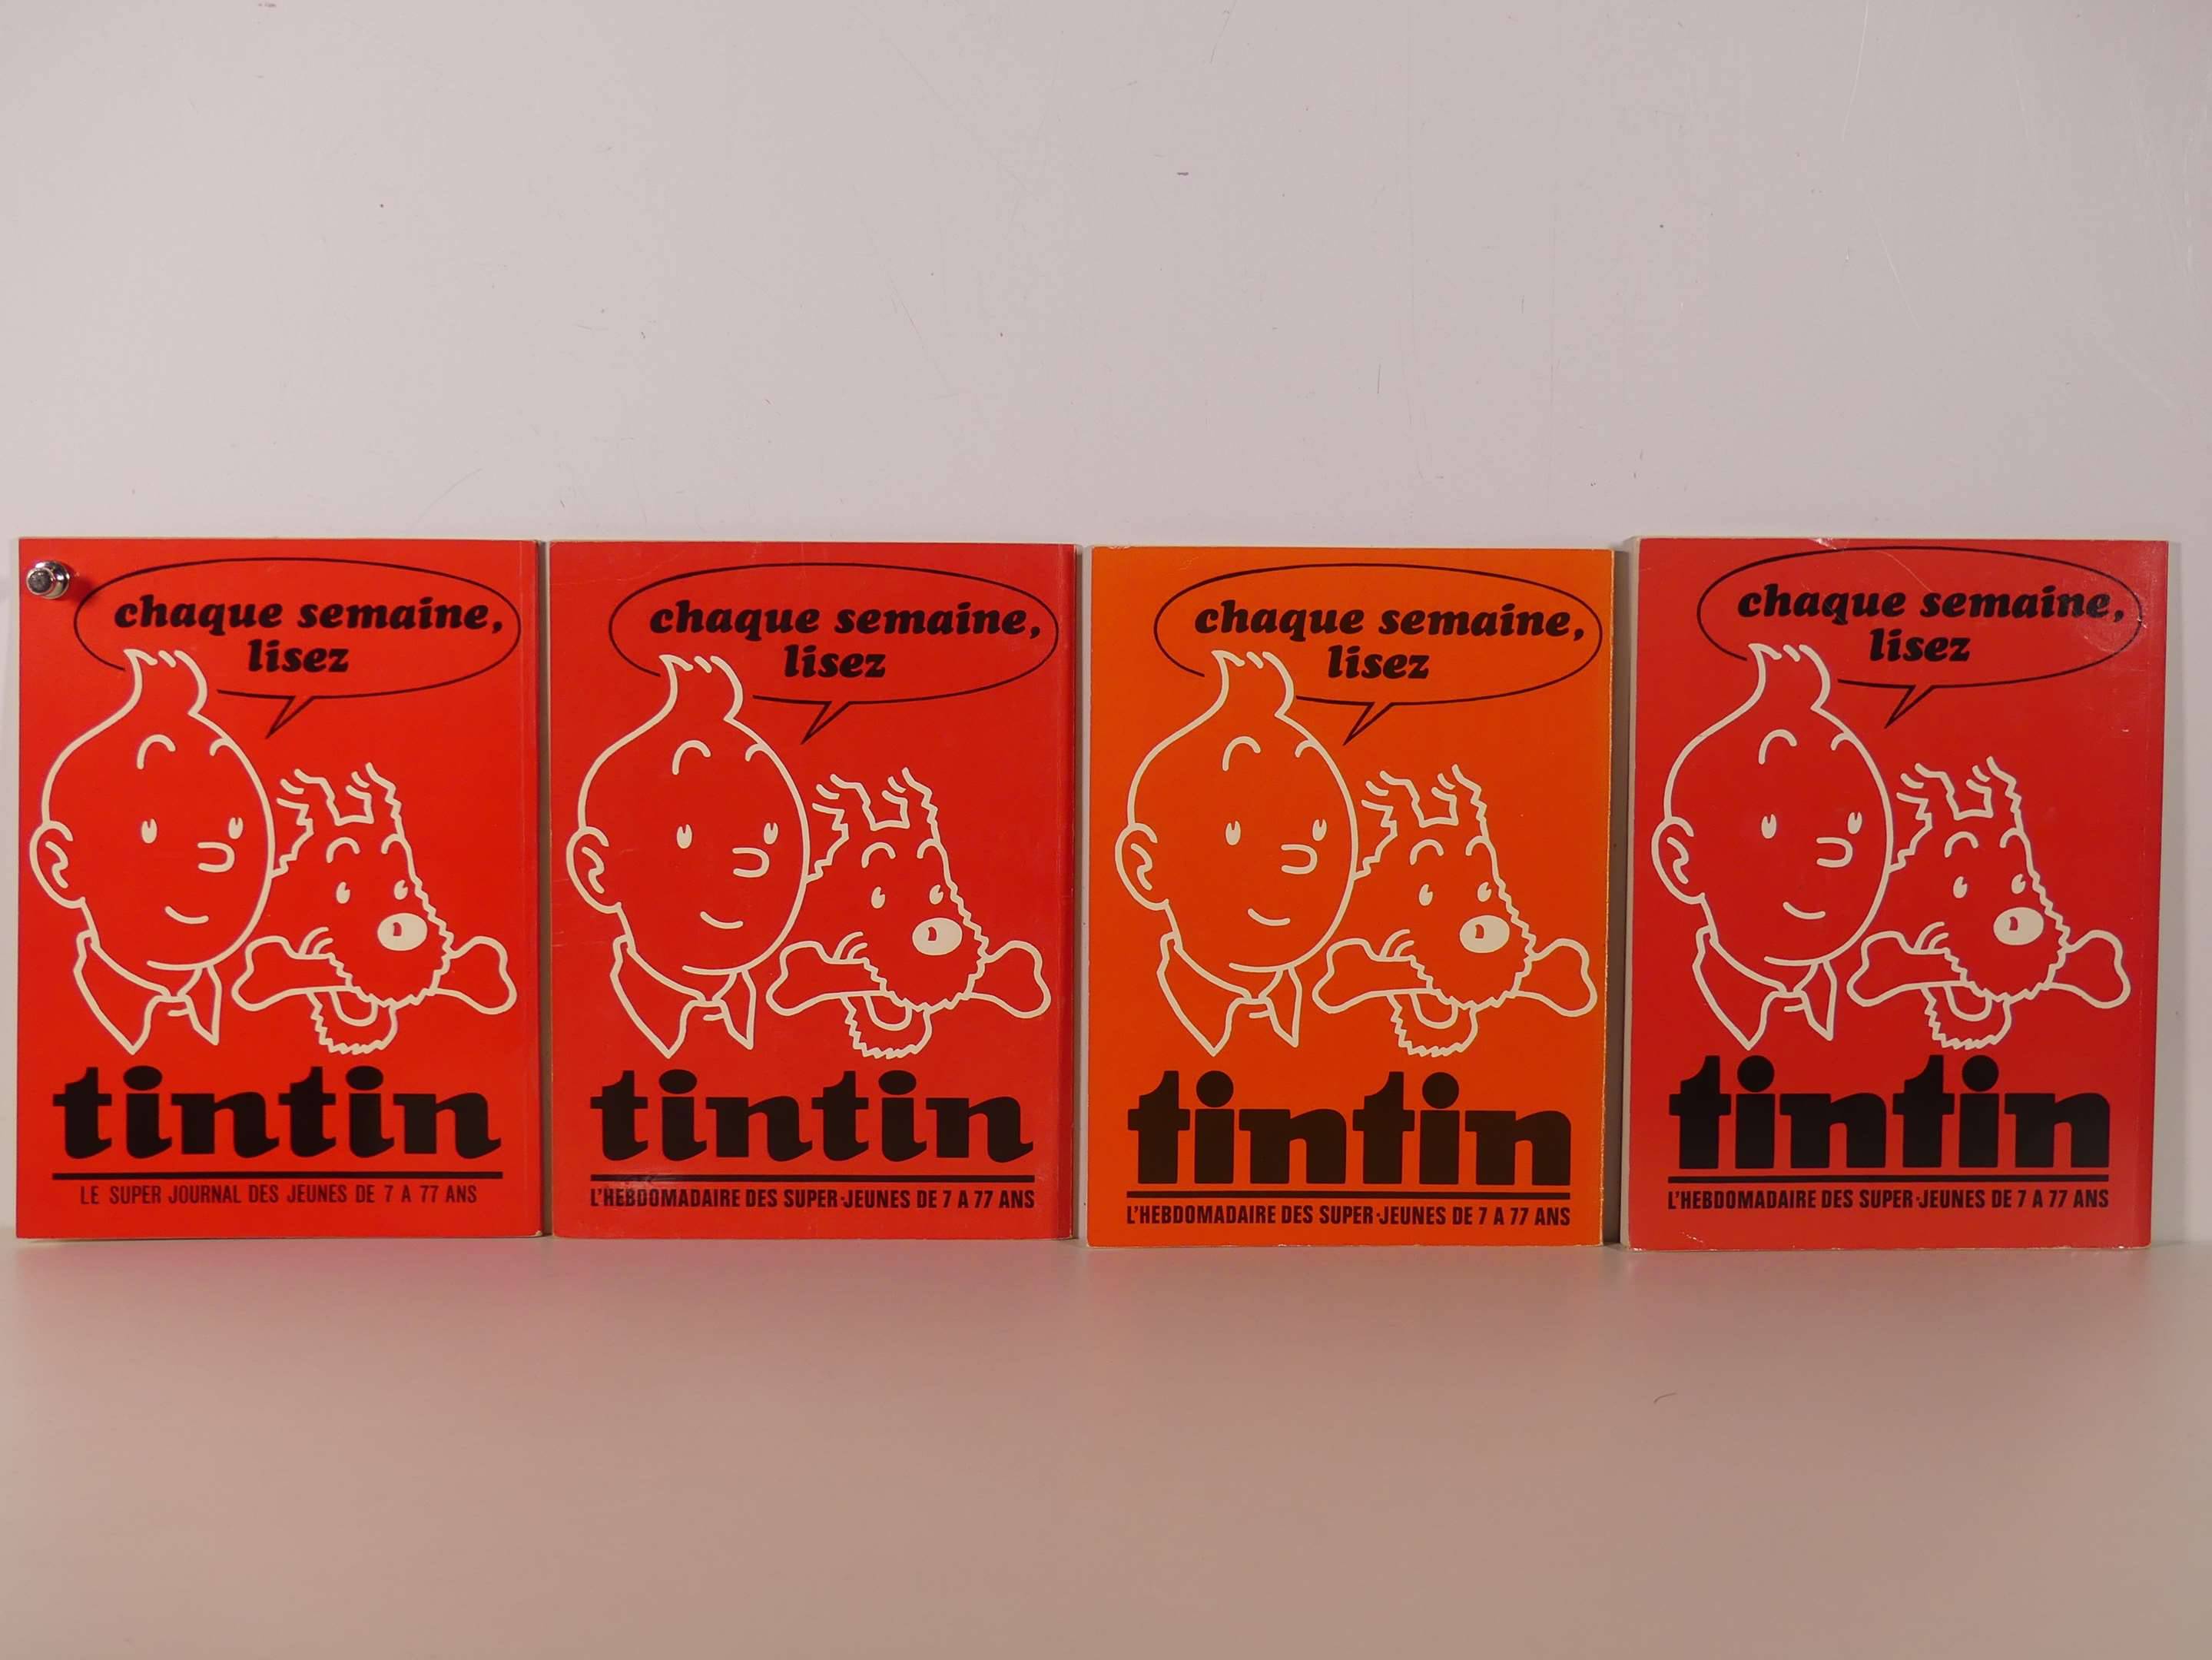 chaque semaine,
lisez
tintin
LE SUPER JOURNAL DES JEUNES DE 7 A 77 ANS
chaque semaine,
lisez
tintin
L'HEBDOMADAIRE DES SUPER-JEUNES DE 7 A 77 ANS
chaque semaine,
lisez
tintin
L'HEBDOMADAIRE DES SUPER-JEUNES DE 7 A 77 ANS
chaque semaine,
lisez
tintin
L'HEBDOMADAIRE DES SUPER-JEUNES DE 7 A 77 ANS